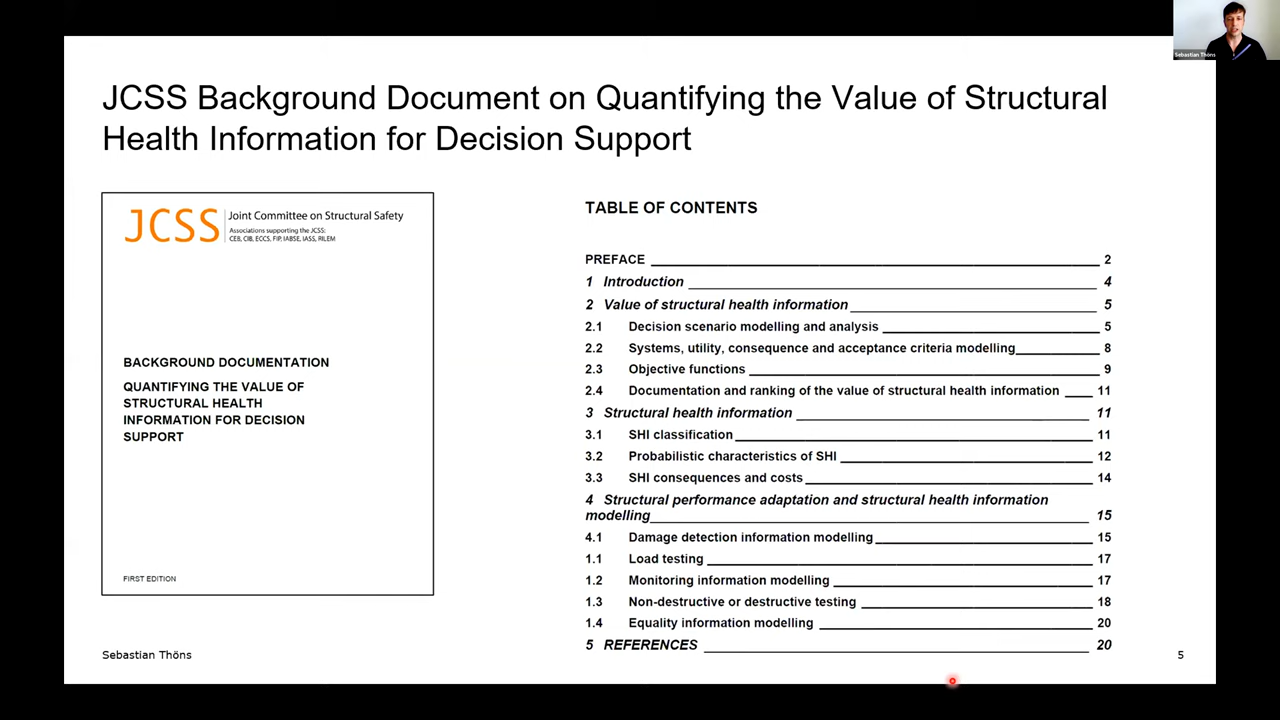 Sebastian Thöns
JCSS Background Document on Quantifying the Value of Structural
Health Information for Decision Support
JCSS
Joint Committee on Structural Safety
Associations supporting the JCSS:
CEB, CIB, ECCS, FIP, IABSE, IASS, RILEM
BACKGROUND DOCUMENTATION
QUANTIFYING THE VALUE OF
STRUCTURAL HEALTH
INFORMATION FOR DECISION
SUPPORT
FIRST EDITION
TABLE OF CONTENTS
PREFACE 2
1 Introduction 4
2 Value of structural health information 5
2.1 Decision scenario modelling and analysis 5
2.2 Systems, utility, consequence and acceptance criteria modelling 8
2.3 Objective functions 9
2.4 Documentation and ranking of the value of structural health information 11
3 Structural health information 11
3.1 SHI classification 11
3.2 Probabilistic characteristics of SHI 12
3.3 SHI consequences and costs 14
4 Structural performance adaptation and structural health information
modelling 15
4.1 Damage detection information modelling 15
1.1 Load testing 17
1.2 Monitoring information modelling 17
1.3 Non-destructive or destructive testing 18
1.4 Equality information modelling 20
5 REFERENCES 20
Sebastian Thöns
5